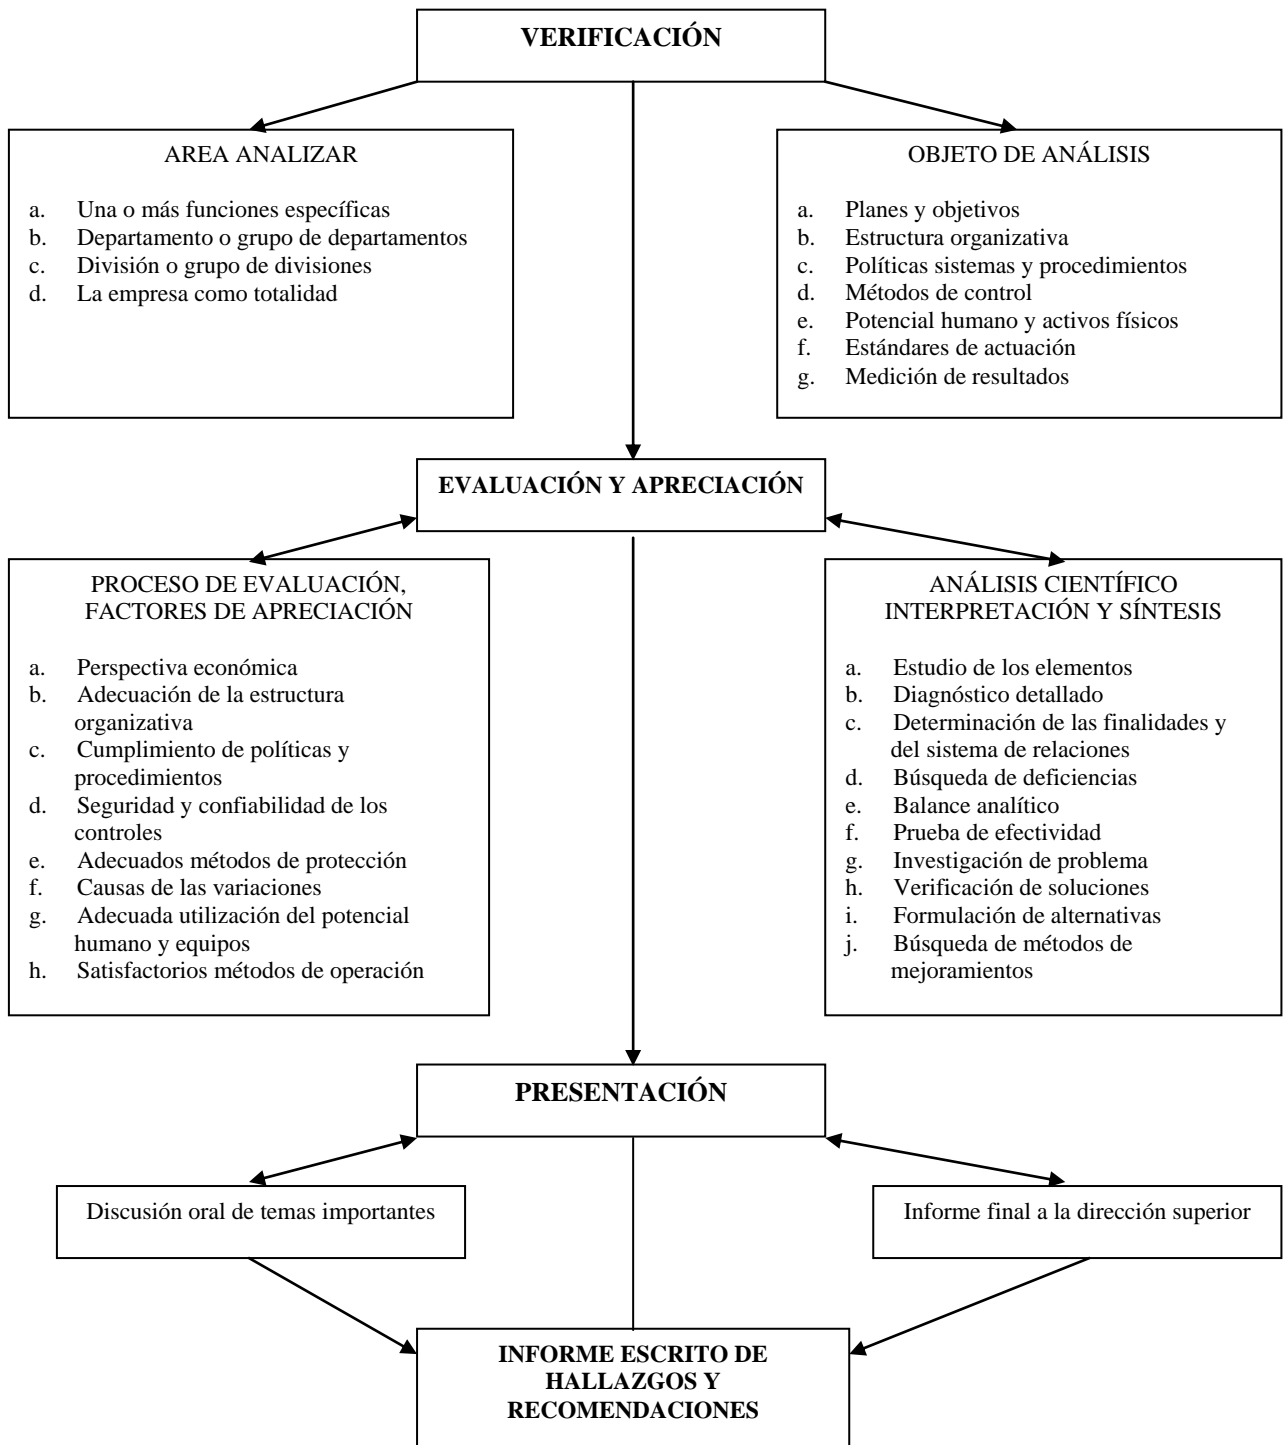 VERIFICACIÓN
AREA ANALIZAR
a. Una o más funciones específicas
b. Departamento o grupo de departamentos
c. División o grupo de divisiones
d. La empresa como totalidad
OBJETO DE ANÁLISIS
a. Planes y objetivos
b. Estructura organizativa
c. Políticas sistemas y procedimientos
d. Métodos de control
e. Potencial humano y activos físicos
f. Estándares de actuación
g. Medición de resultados
EVALUACIÓN Y APRECIACIÓN
PROCESO DE EVALUACIÓN,
FACTORES DE APRECIACIÓN
a. Perspectiva económica
b. Adecuación de la estructura
organizativa
c. Cumplimiento de políticas y
procedimientos
d. Seguridad y confiabilidad de los
controles
e. Adecuados métodos de protección
f. Causas de las variaciones
g. Adecuada utilización del potencial
humano y equipos
h. Satisfactorios métodos de operación
ANÁLISIS CIENTÍFICO
INTERPRETACIÓN Y SÍNTESIS
a. Estudio de los elementos
b. Diagnóstico detallado
c. Determinación de las finalidades y
del sistema de relaciones
d. Búsqueda de deficiencias
e. Balance analítico
f. Prueba de efectividad
g. Investigación de problema
h. Verificación de soluciones
i. Formulación de alternativas
j. Búsqueda de métodos de
mejoramientos
PRESENTACIÓN
Discusión oral de temas importantes
Informe final a la dirección superior
INFORME ESCRITO DE
HALLAZGOS Y
RECOMENDACIONES